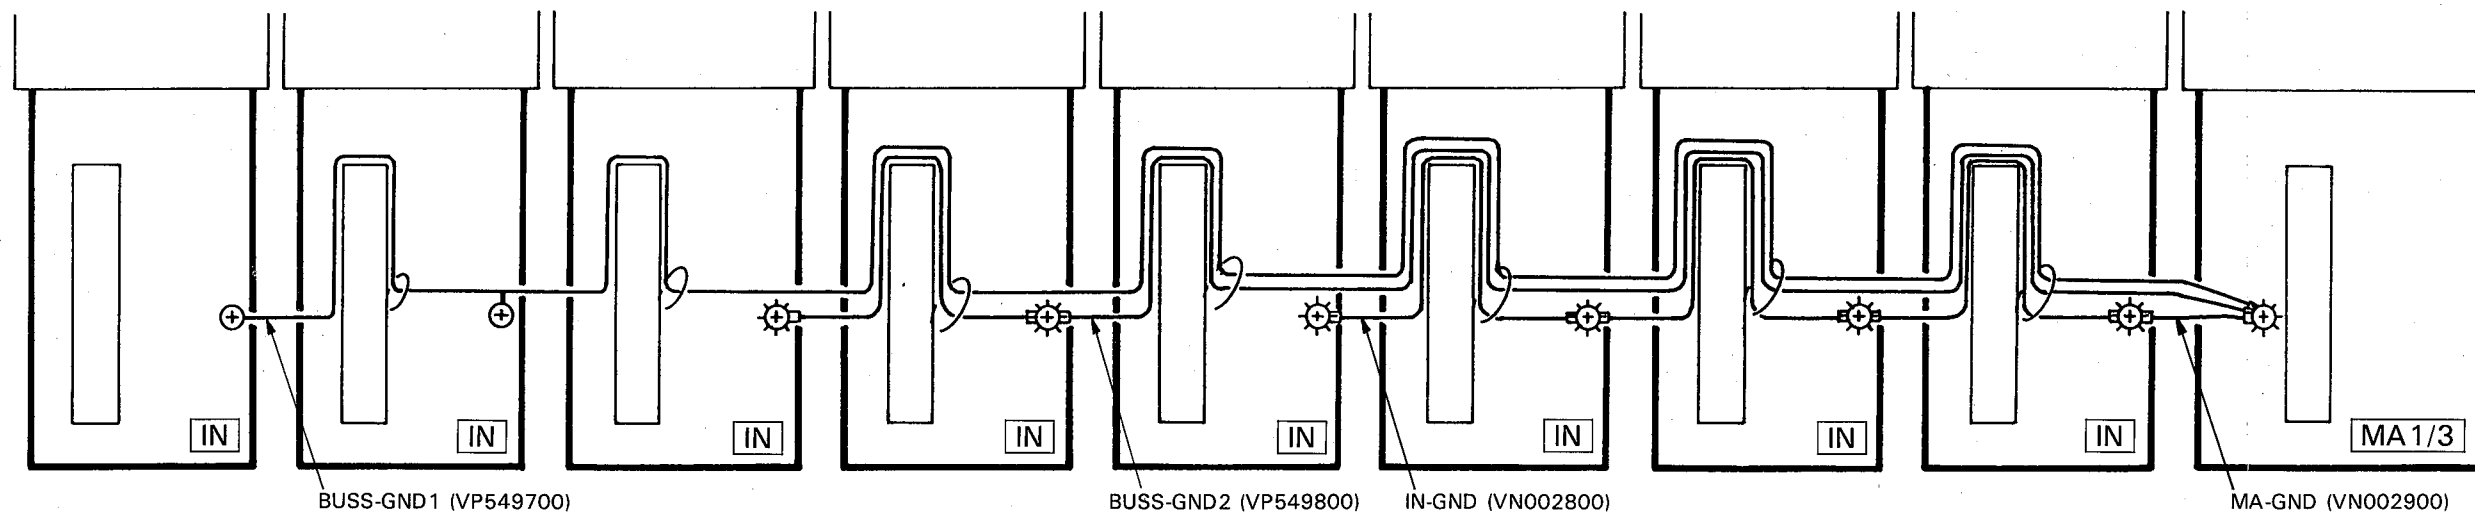 IN IN IN IN IN IN IN IN MA1/3
BUSS-GND1 (VP549700) BUSS-GND2 (VP549800) IN-GND (VN002800) MA-GND (VN002900)